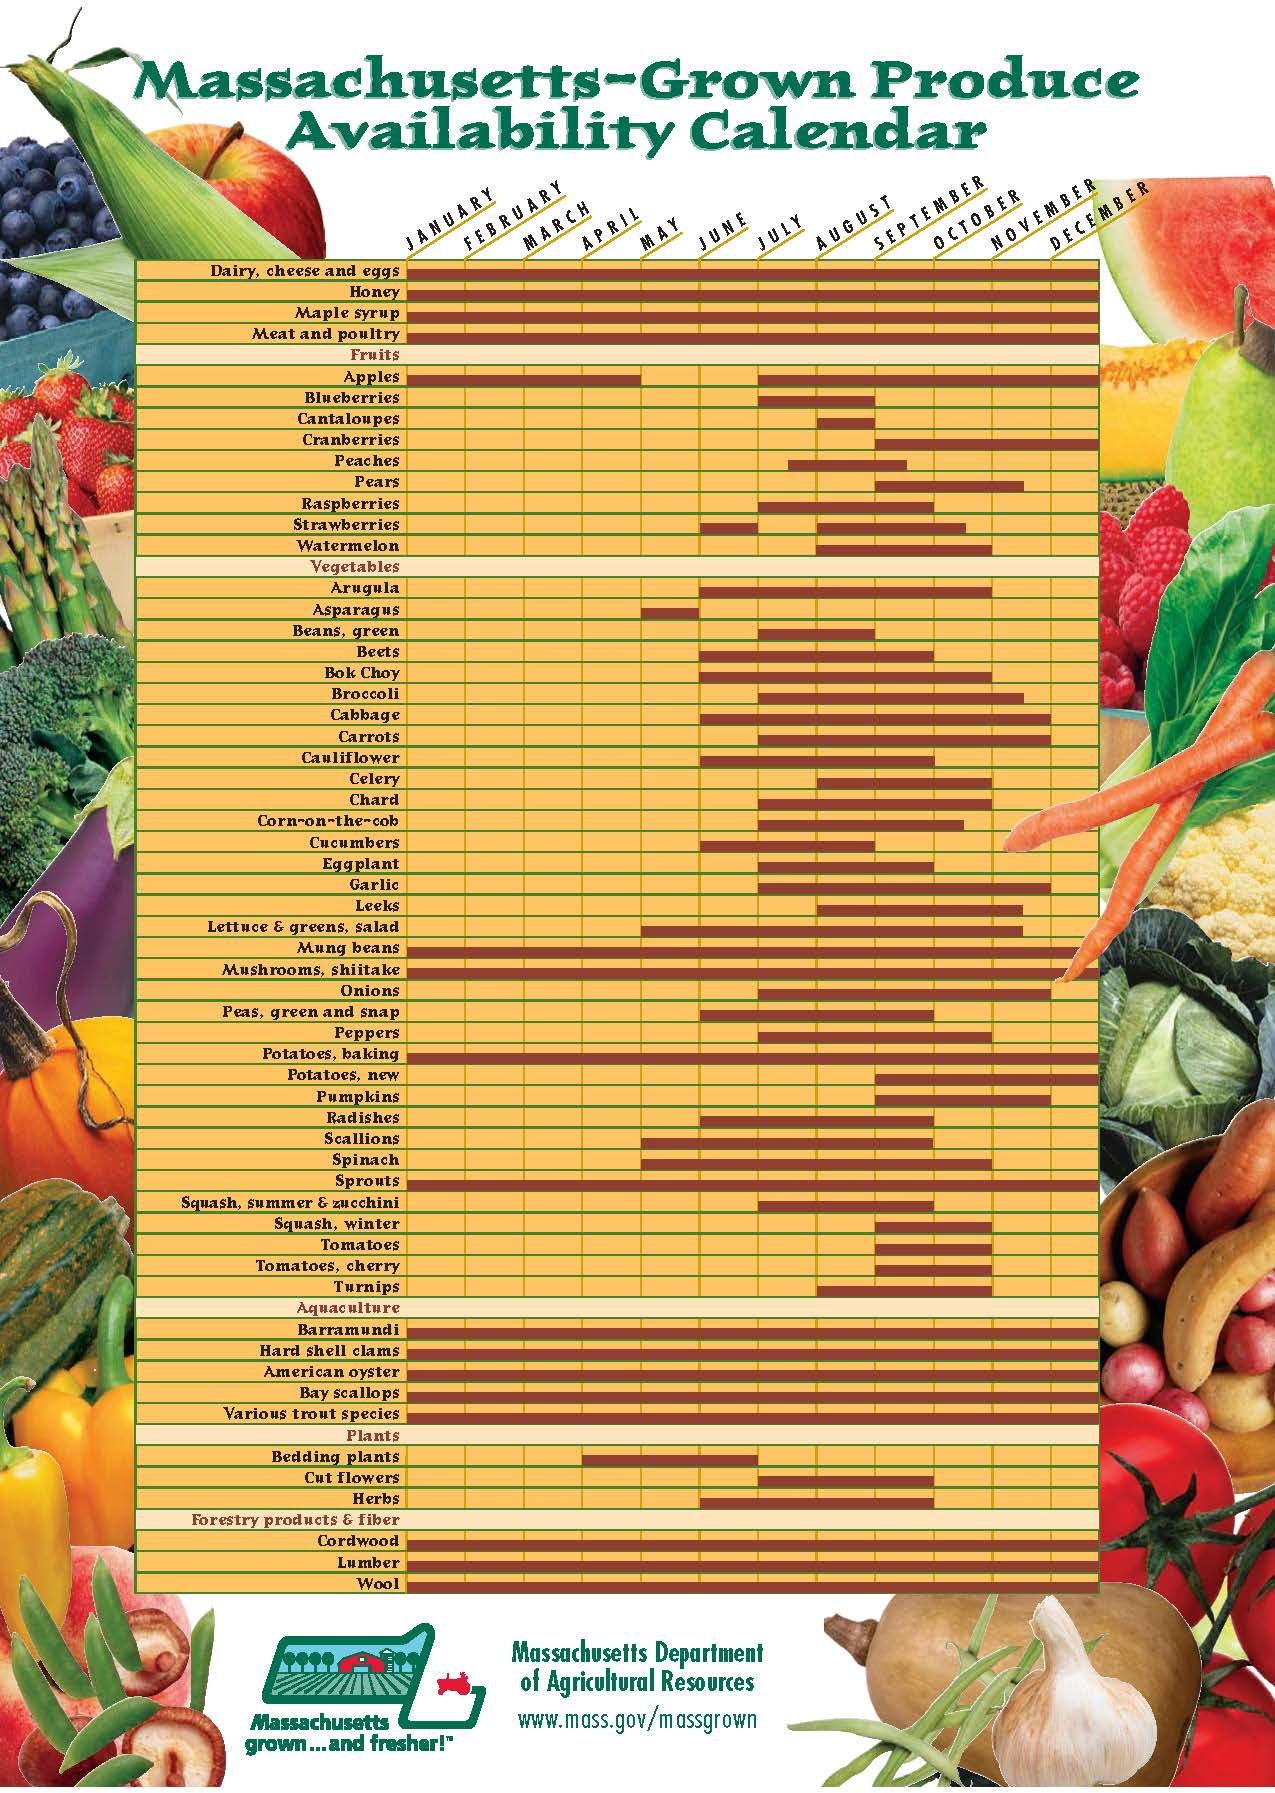 Massachusetts-Grown Produce
Availability Calendar
JANUARY
FEBRUARY
MARCH
APRIL
MAY
JUNE
JULY
AUGUST
SEPTEMBER
OCTOBER
NOVEMBER
DECEMBER
Dairy, cheese and eggs
Honey
Maple syrup
Meat and poultry
Fruits
Apples
Blueberries
Cantaloupes
Cranberries
Peaches
Pears
Raspberries
Strawberries
Watermelon
Vegetables
Arugula
Asparagus
Beans, green
Beets
Bok Choy
Broccoli
Cabbage
Carrots
Cauliflower
Celery
Chard
Corn-on-the-cob
Cucumbers
Eggplant
Garlic
Leeks
Lettuce & greens, salad
Mung beans
Mushrooms, shiitake
Onions
Peas, green and snap
Peppers
Potatoes, baking
Potatoes, new
Pumpkins
Radishes
Scallions
Spinach
Sprouts
Squash, summer & zucchini
Squash, winter
Tomatoes
Tomatoes, cherry
Turnips
Aquaculture
Barramundi
Hard shell clams
American oyster
Bay scallops
Various trout species
Plants
Bedding plants
Cut flowers
Herbs
Forestry products & fiber
Cordwood
Lumber
Wool
Massachusetts
grown...and fresher!™
Massachusetts Department
of Agricultural Resources
www.mass.gov/massgrown